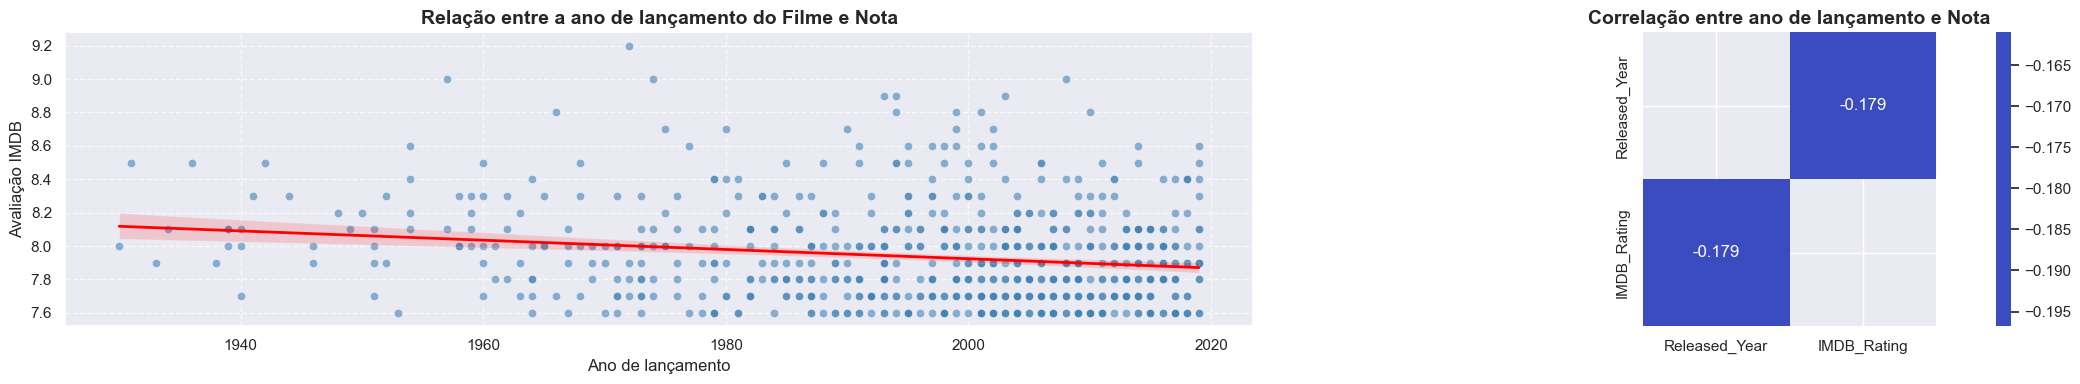 Relação entre a ano de lançamento do Filme e Nota
Avaliação IMDB
9.2
9.0
8.8
8.6
8.4
8.2
8.0
7.8
7.6
1940
1960
1980
2000
2020
Ano de lançamento
Correlação entre ano de lançamento e Nota
Released_Year
IMDB_Rating
-0.179
-0.179
Released_Year
IMDB_Rating
−0.165
−0.170
−0.175
−0.180
−0.185
−0.190
−0.195